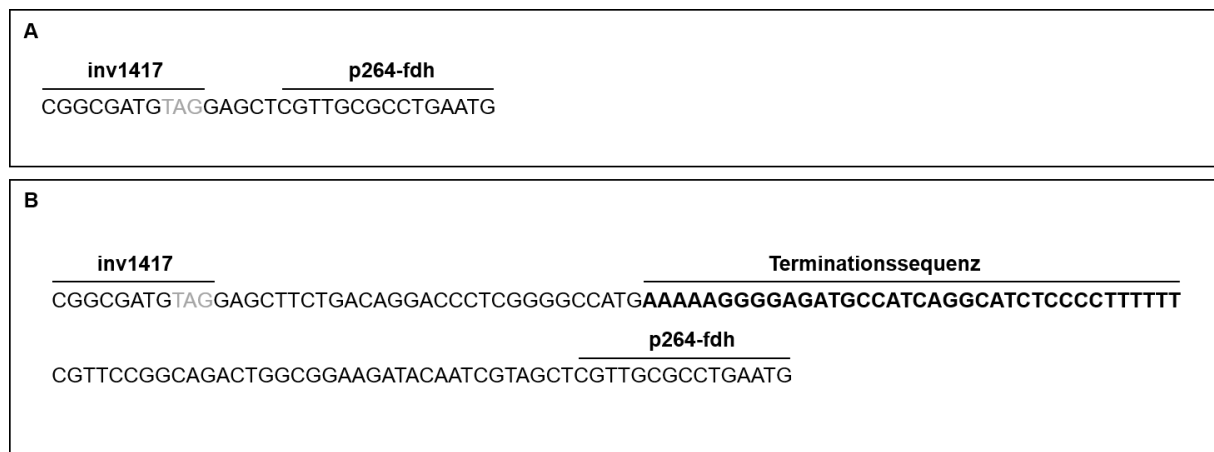 A
inv1417 p264-fdh
CGGCGATGTAGGAGCTCGTTGCGCCTGAATG
B
inv1417 Terminationssequenz
CGGCGATGTAGGAGCTTCTGACAGGACCCTCGGGGCCATGAAAAAGGGGAGATGCCATCAGGCATCTCCCCTTTTTT
p264-fdh
CGTTCCGGCAGACTGGCGGAAGATACAATCGTAGCTCGTTGCGCCTGAATG